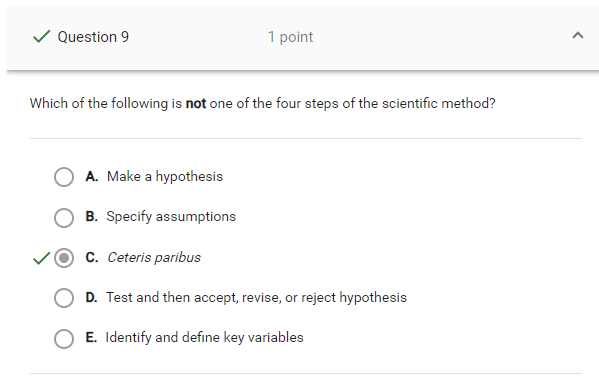 Question 9 1 point
Which of the following is not one of the four steps of the scientific method?
A. Make a hypothesis
B. Specify assumptions
C. Ceteris paribus
D. Test and then accept, revise, or reject hypothesis
E. Identify and define key variables